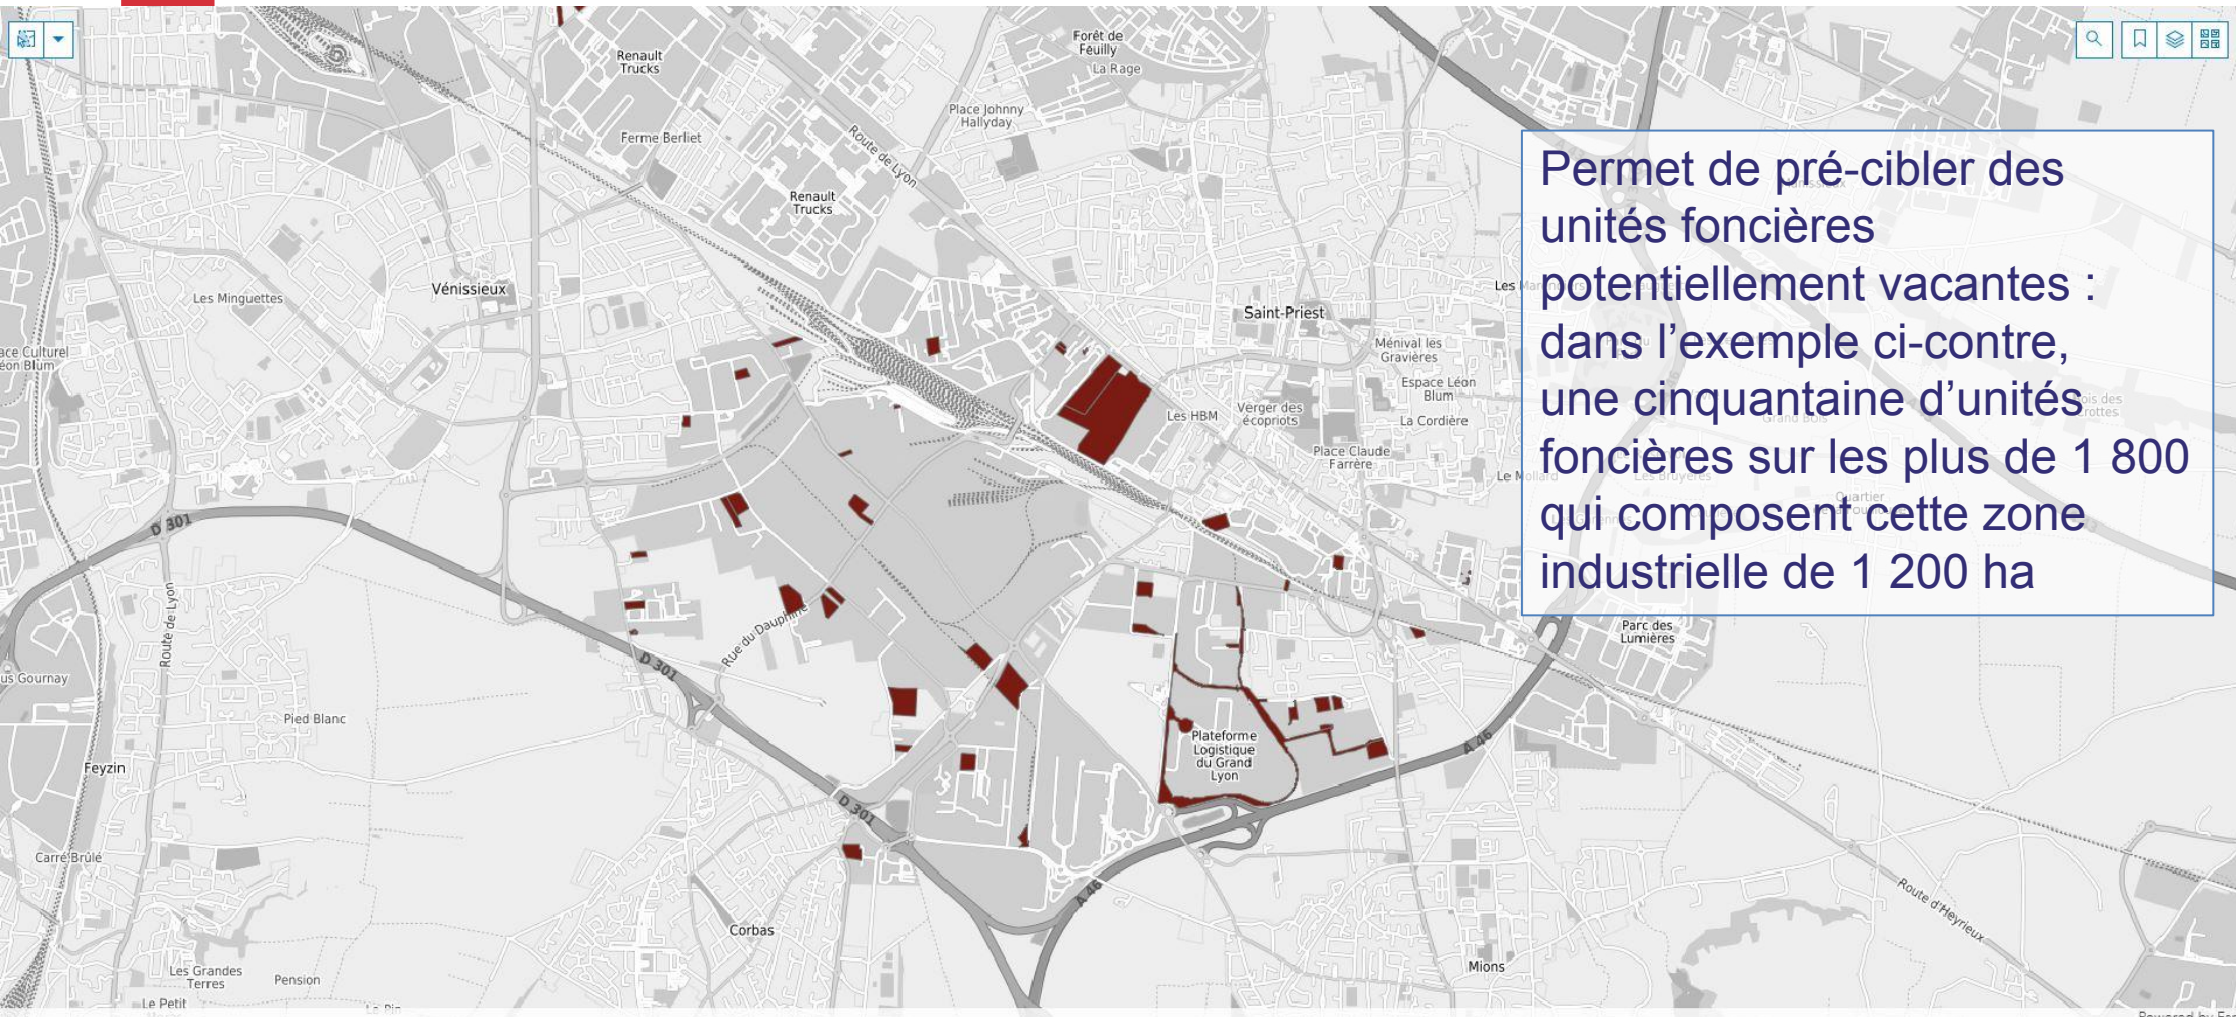 Renault
Trucks
Forêt de
Feuilly
La Rage
Place Johnny
Hallyday
Ferme Berliet
Route de Lyon
Renault
Trucks
Permet de pré-cibler des
unités foncières
potentiellement vacantes :
dans l’exemple ci-contre,
une cinquantaine d’unités
foncières sur les plus de 1 800
qui composent cette zone
industrielle de 1 200 ha
Vénissieux
Les Minguettes
Saint-Priest
Ménival les
Gravières
Espace Léon
Blum
La Cordière
Les HBM
Verger des
écopriots
Place Claude
Farrère
Le Mollard
Les Bruyères
Quartier
D 301
Route de Lyon
Rue du Dauphiné
D 301
Parc des
Lumières
Pied Blanc
Plateforme
Logistique
du Grand
Lyon
A 46
Feyzin
D 301
Carré Brûlé
A 46
Route d'Heyrieux
Corbas
Mions
Les Grandes
Terres
Pension
Le Petit